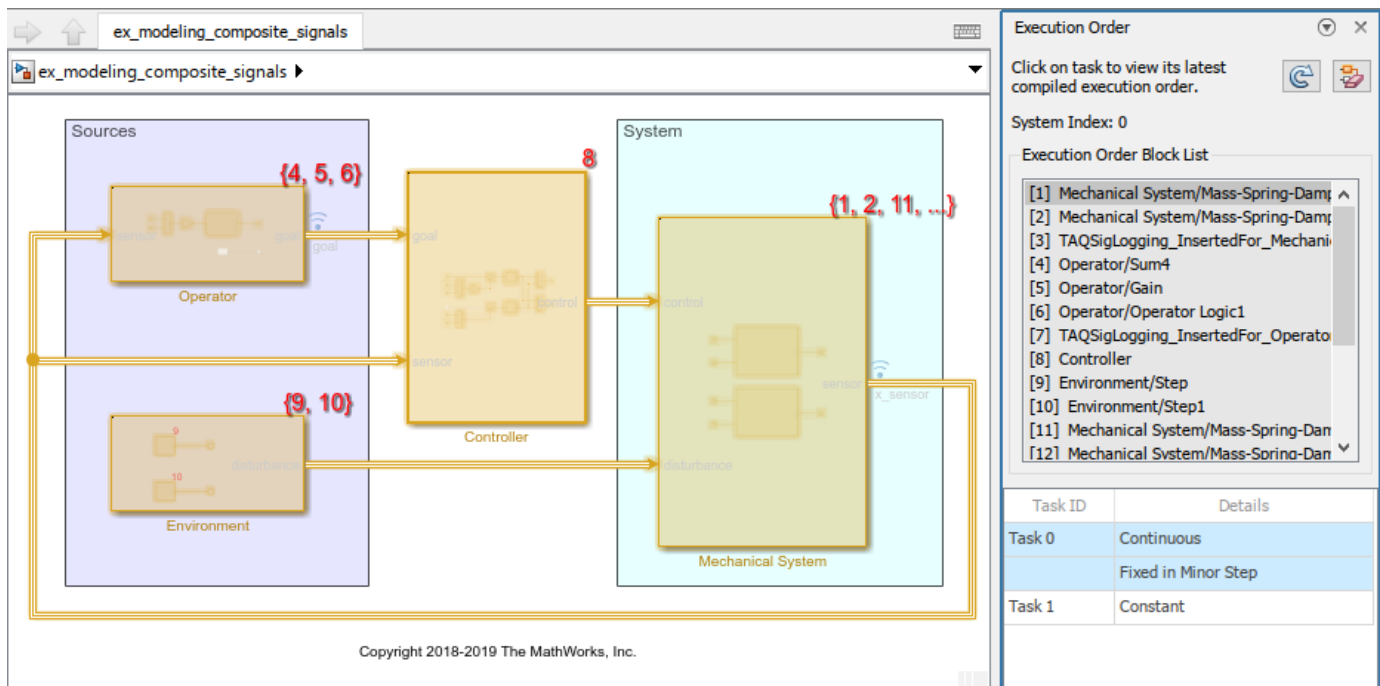 ex_modeling_composite_signals
ex_modeling_composite_signals
Sources
{4, 5, 6}
sensor
goal
goal
Operator
8
goal
control
sensor
Controller
{9, 10}
9
10
disturbance
Environment
System
{1, 2, 11, ...}
control
sensor
x_sensor
disturbance
Mechanical System
Copyright 2018-2019 The MathWorks, Inc.
Execution Order
Click on task to view its latest
compiled execution order.
System Index: 0
Execution Order Block List
[1] Mechanical System/Mass-Spring-Damp
[2] Mechanical System/Mass-Spring-Damp
[3] TAQSigLogging_InsertedFor_Mechani
[4] Operator/Sum4
[5] Operator/Gain
[6] Operator/Operator Logic1
[7] TAQSigLogging_InsertedFor_Operato
[8] Controller
[9] Environment/Step
[10] Environment/Step1
[11] Mechanical System/Mass-Spring-Dam
[12] Mechanical System/Mass-Spring-Dam
Task ID Details
Task 0 Continuous
Fixed in Minor Step
Task 1 Constant